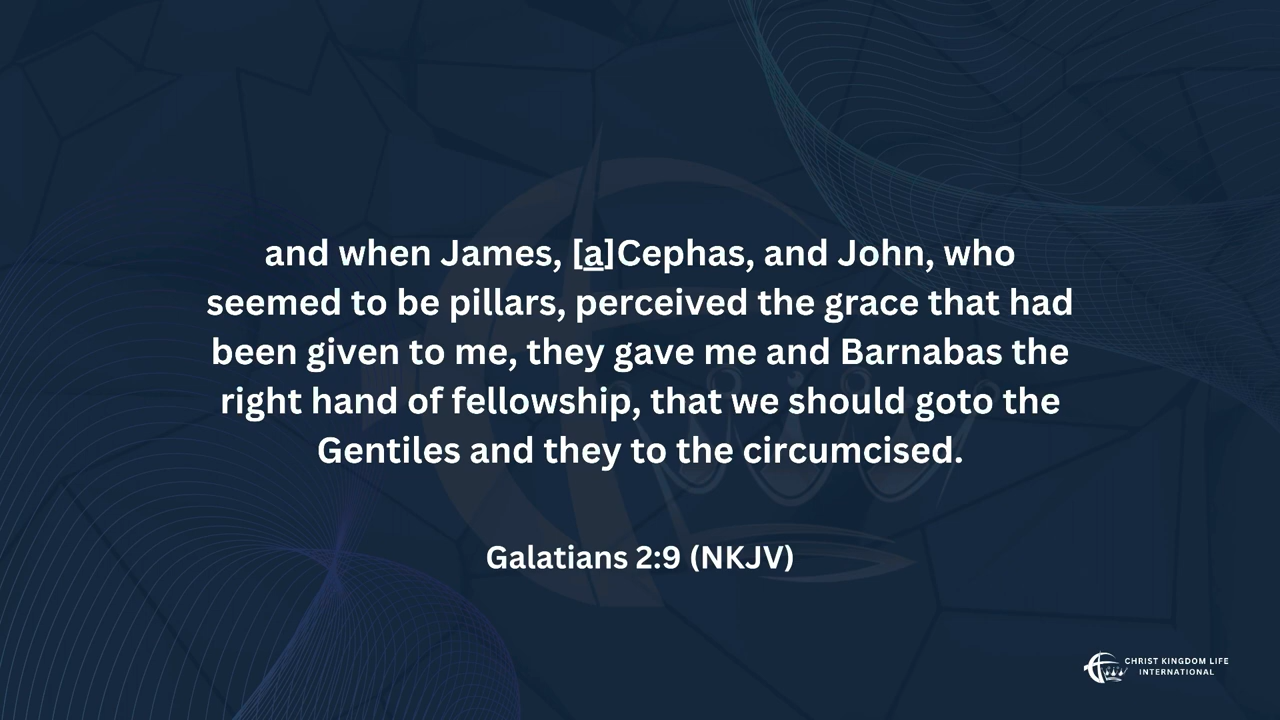 and when James, [a]Cephas, and John, who
seemed to be pillars, perceived the grace that had
been given to me, they gave me and Barnabas the
right hand of fellowship, that we should goto the
Gentiles and they to the circumcised.
Galatians 2:9 (NKJV)
CHRIST KINGDOM LIFE
INTERNATIONAL